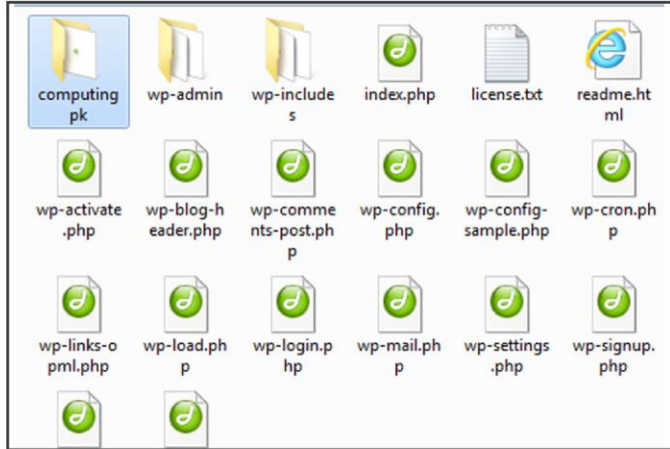 computing
pk
wp-admin
wp-include
s
index.php
license.txt
readme.ht
ml
wp-activate
.php
wp-blog-h
eader.php
wp-comme
nts-post.ph
p
wp-config.
php
wp-config-
sample.php
wp-cron.ph
p
wp-links-o
pml.php
wp-load.ph
p
wp-login.p
hp
wp-mail.ph
p
wp-settings
.php
wp-signup.
php